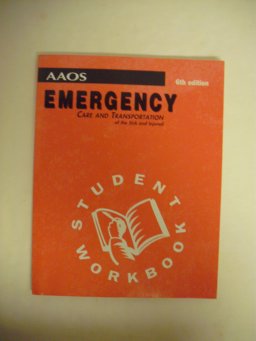 AAOS
6th edition
EMERGENCY
CARE AND TRANSPORTATION
of the Sick and Injured
STUDENT
WORKBOOK